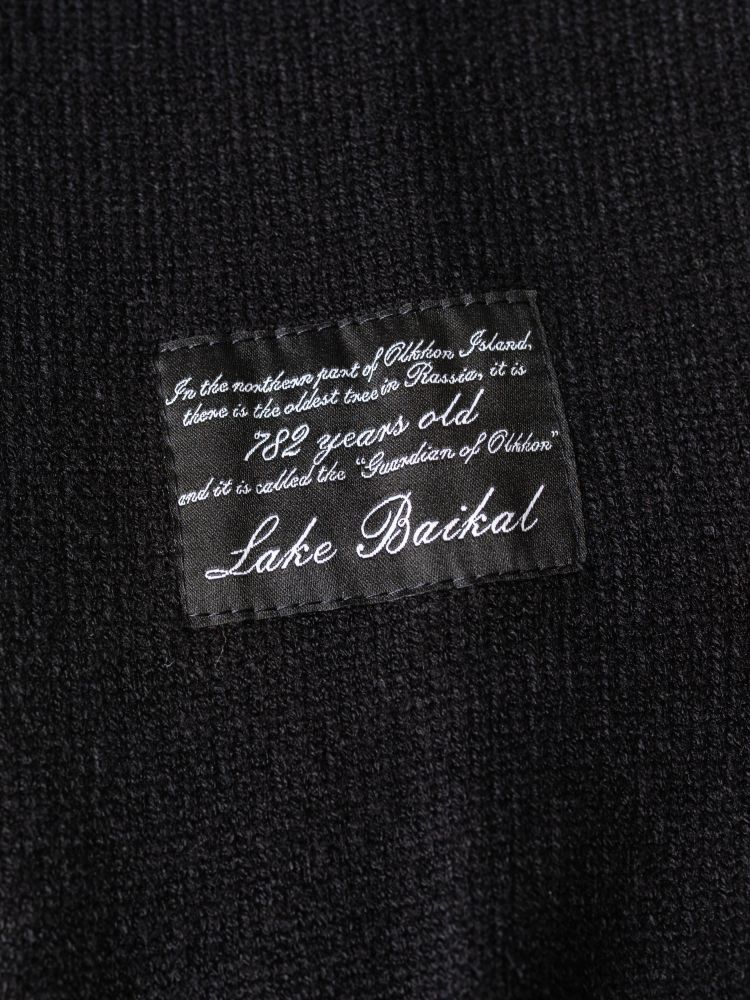 In the northern part of Olkhon Island,
there is the oldest tree in Rassia, it is
782 years old
and it is called the "Guardian of Olkhon"
Lake Baikal